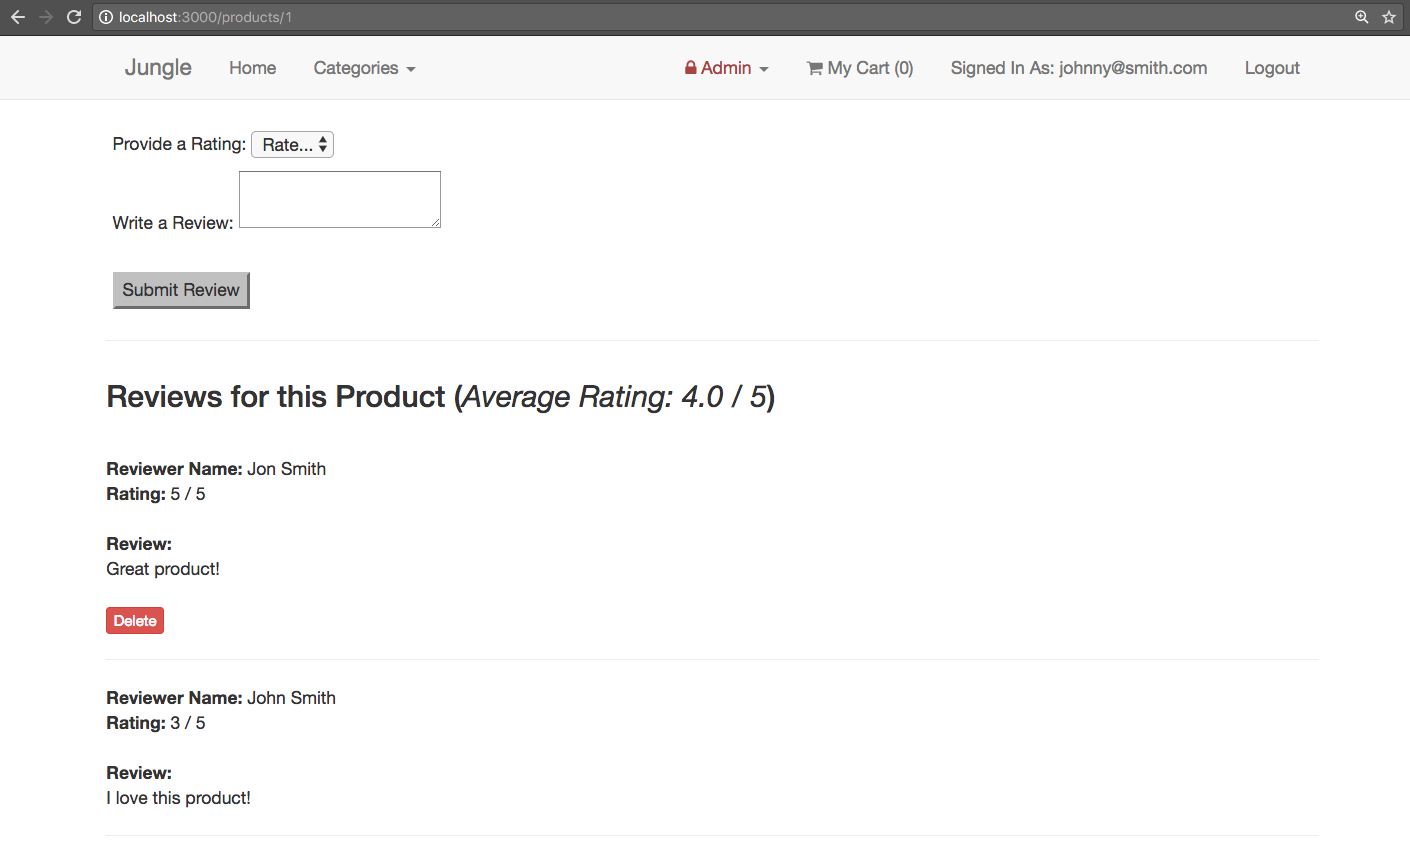 localhost:3000/products/1
Jungle Home Categories Admin My Cart (0) Signed In As: johnny@smith.com Logout
Provide a Rating: Rate...
Write a Review:
Submit Review
Reviews for this Product (Average Rating: 4.0 / 5)
Reviewer Name: Jon Smith
Rating: 5 / 5
Review:
Great product!
Delete
Reviewer Name: John Smith
Rating: 3 / 5
Review:
I love this product!